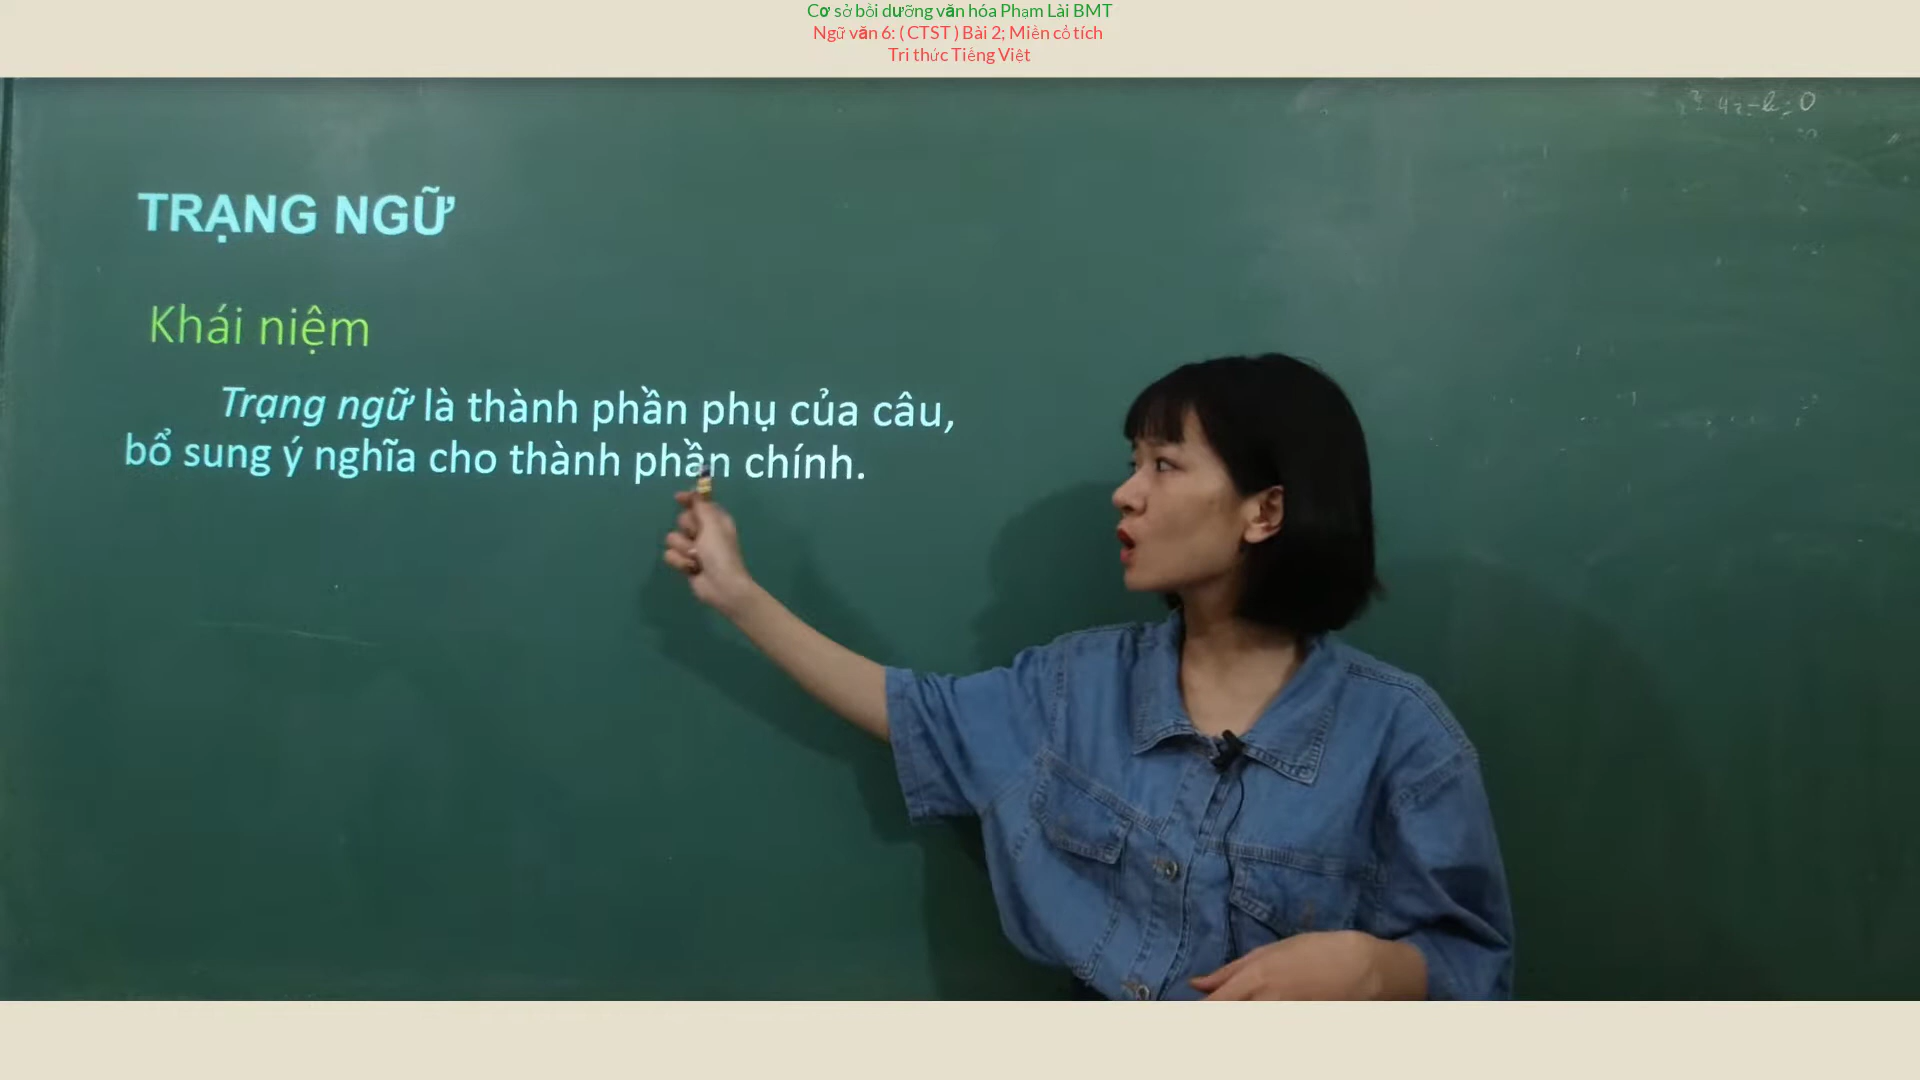 Cơ sở bồi dưỡng văn hóa Phạm Lài BMT
Ngữ văn 6: ( CTST ) Bài 2; Miền cổ tích
Tri thức Tiếng Việt
TRẠNG NGỮ
Khái niệm
Trạng ngữ là thành phần phụ của câu,
bổ sung ý nghĩa cho thành phần chính.